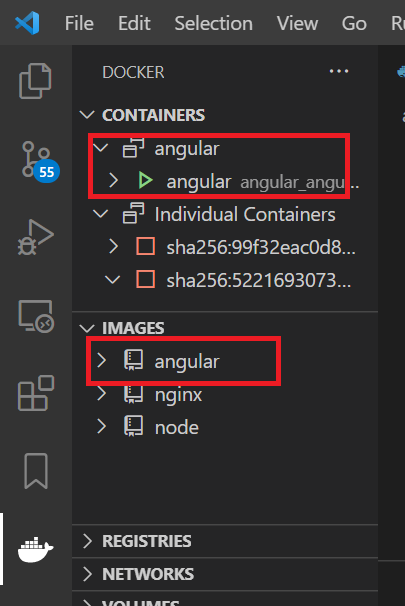 File Edit Selection View Go
DOCKER
CONTAINERS
angular
angular angular_angu...
Individual Containers
55
sha256:99f32eac0d8...
sha256:5221693073...
IMAGES
angular
nginx
node
REGISTRIES
NETWORKS
VOLUMES